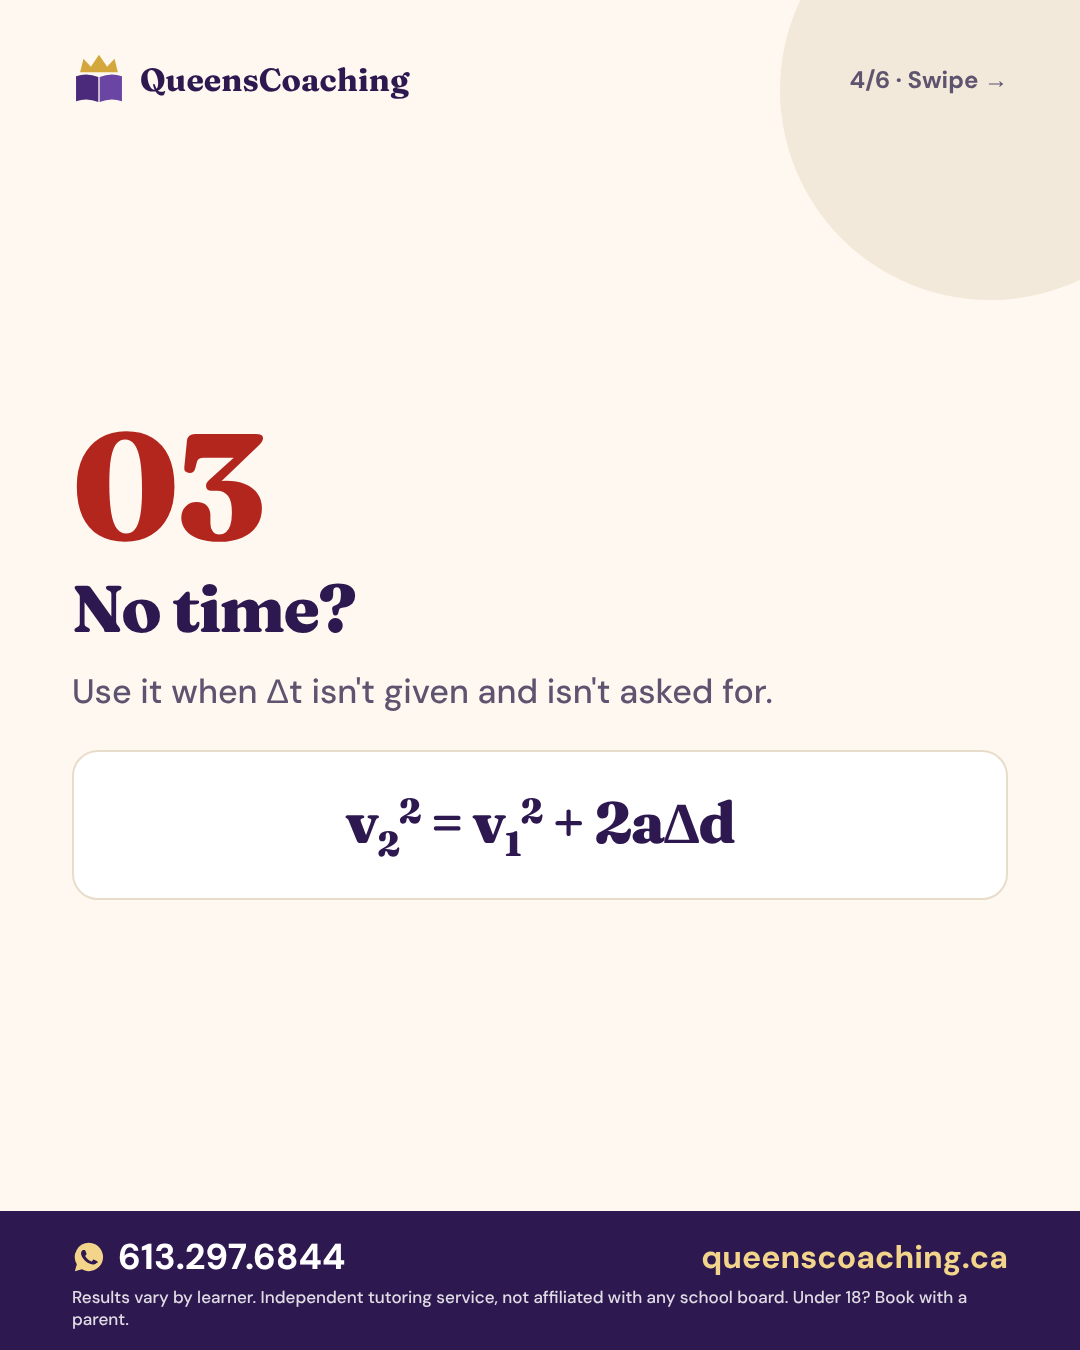 QueensCoaching
4/6 · Swipe →
03
No time?
Use it when Δt isn't given and isn't asked for.
v₂² = v₁² + 2aΔd
613.297.6844
queenscoaching.ca
Results vary by learner. Independent tutoring service, not affiliated with any school board. Under 18? Book with a
parent.